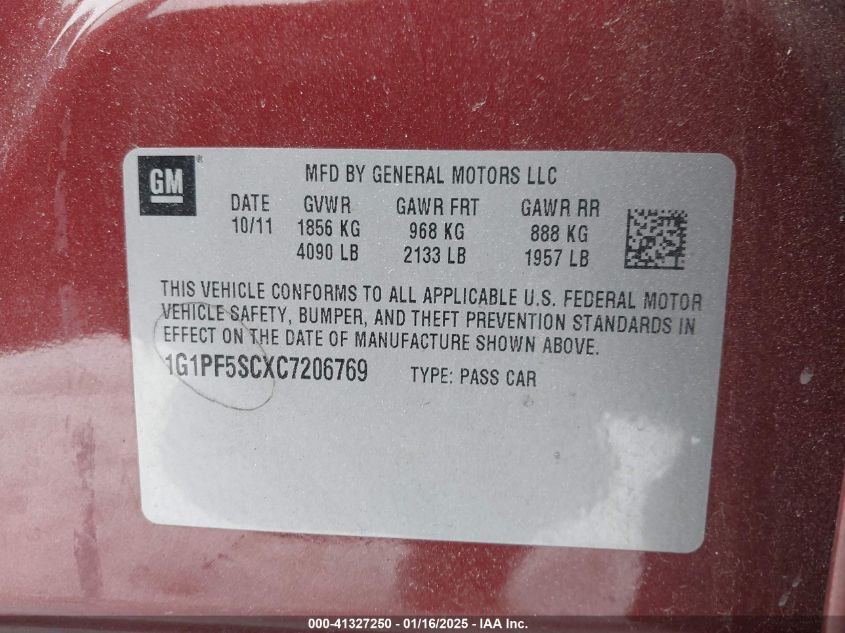 GM ®
MFD BY GENERAL MOTORS LLC
DATE GVWR GAWR FRT GAWR RR
10/11 1856 KG 968 KG 888 KG
4090 LB 2133 LB 1957 LB
THIS VEHICLE CONFORMS TO ALL APPLICABLE U.S. FEDERAL MOTOR
VEHICLE SAFETY, BUMPER, AND THEFT PREVENTION STANDARDS IN
EFFECT ON THE DATE OF MANUFACTURE SHOWN ABOVE.
1G1PF5SCXC7206769 TYPE: PASS CAR
000-41327250 - 01/16/2025 - IAA Inc.